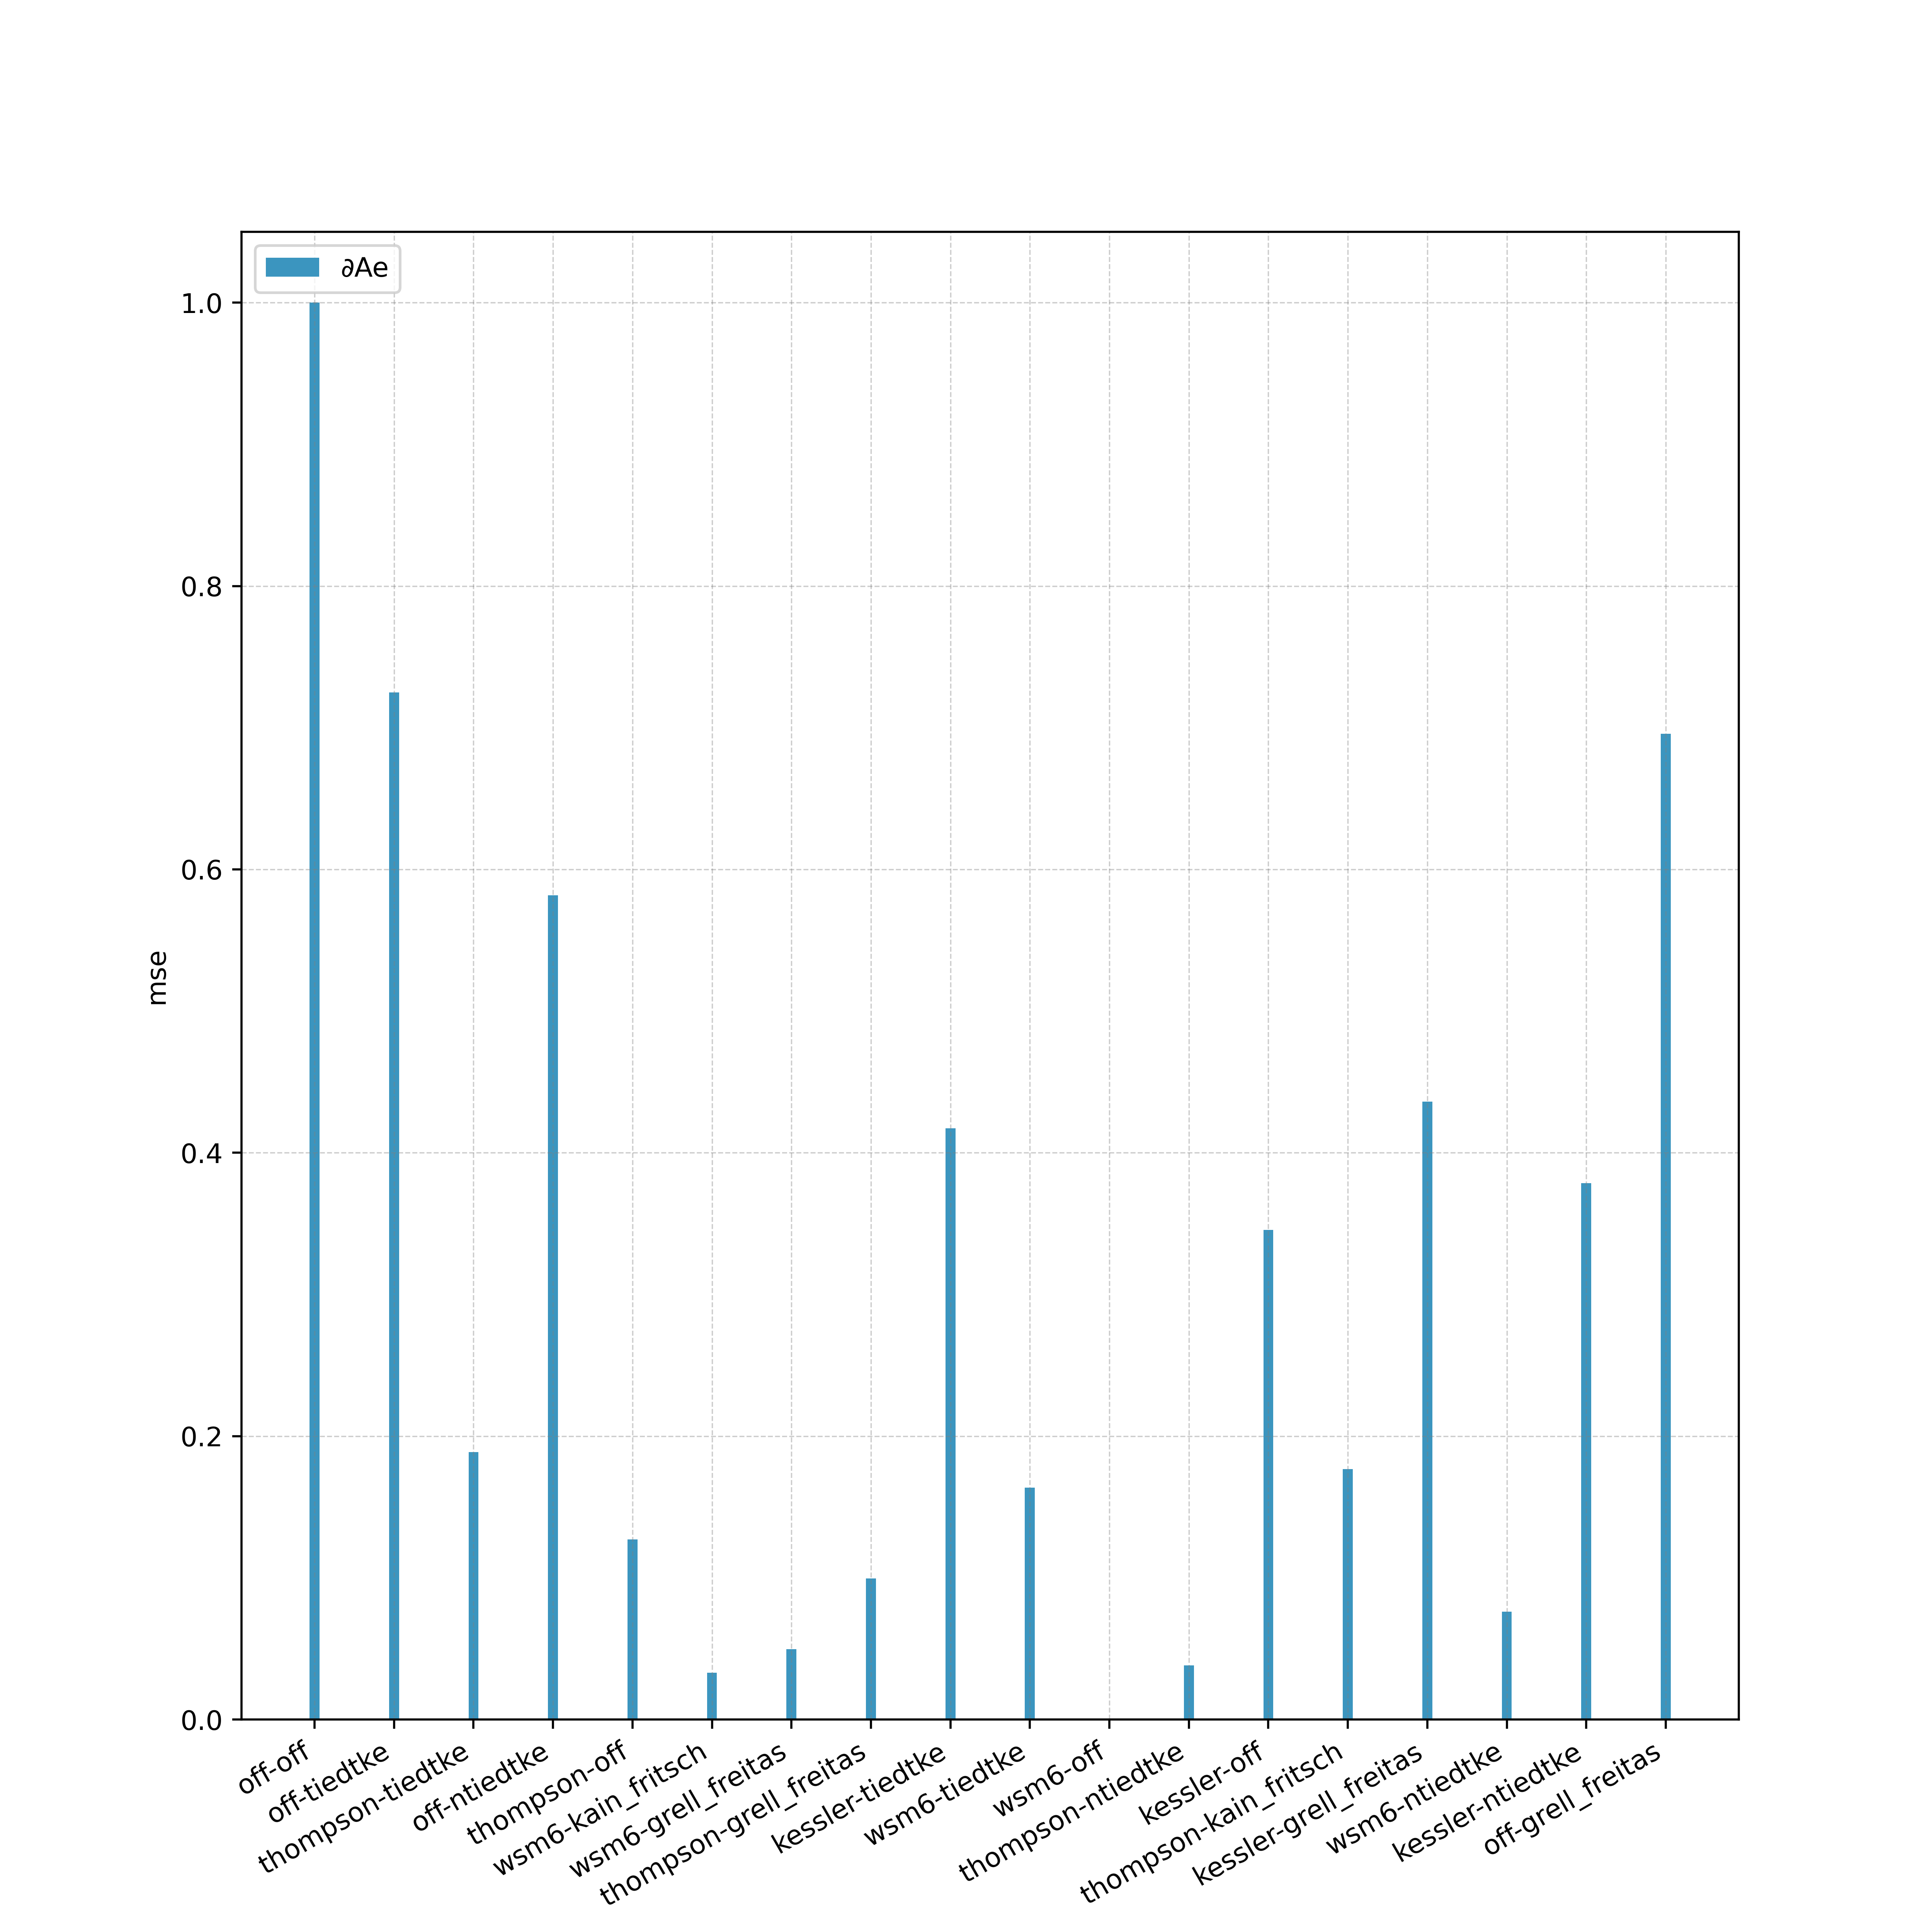 ∂Ae
1.0
0.8
0.6
0.4
0.2
0.0
mse
off-off
off-tiedtke
thompson-tiedtke
off-ntiedtke
thompson-off
wsm6-kain_fritsch
wsm6-grell_freitas
thompson-grell_freitas
kessler-tiedtke
wsm6-tiedtke
wsm6-off
thompson-ntiedtke
kessler-off
thompson-kain_fritsch
kessler-grell_freitas
wsm6-ntiedtke
kessler-ntiedtke
off-grell_freitas